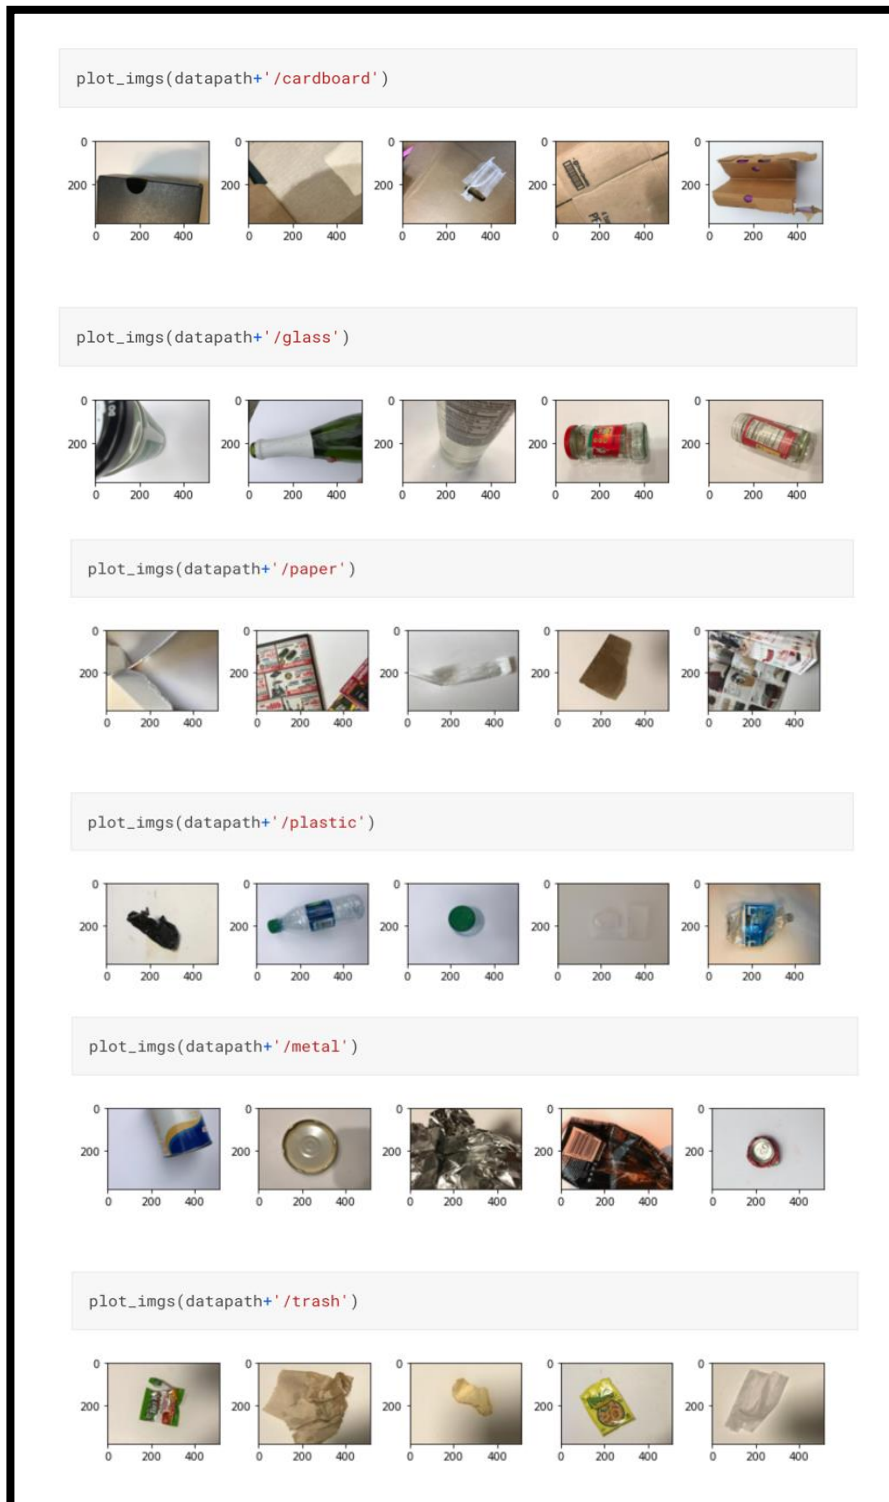 plot_imgs(datapath+'/cardboard')
0 0 0 0 0
200 200 200 200 200
0 200 400 0 200 400 0 200 400 0 200 400 0 200 400
plot_imgs(datapath+'/glass')
0 0 0 0 0
200 200 200 200 200
0 200 400 0 200 400 0 200 400 0 200 400 0 200 400
plot_imgs(datapath+'/paper')
0 0 0 0 0
200 200 200 200 200
0 200 400 0 200 400 0 200 400 0 200 400 0 200 400
plot_imgs(datapath+'/plastic')
0 0 0 0 0
200 200 200 200 200
0 200 400 0 200 400 0 200 400 0 200 400 0 200 400
plot_imgs(datapath+'/metal')
0 0 0 0 0
200 200 200 200 200
0 200 400 0 200 400 0 200 400 0 200 400 0 200 400
plot_imgs(datapath+'/trash')
0 0 0 0 0
200 200 200 200 200
0 200 400 0 200 400 0 200 400 0 200 400 0 200 400